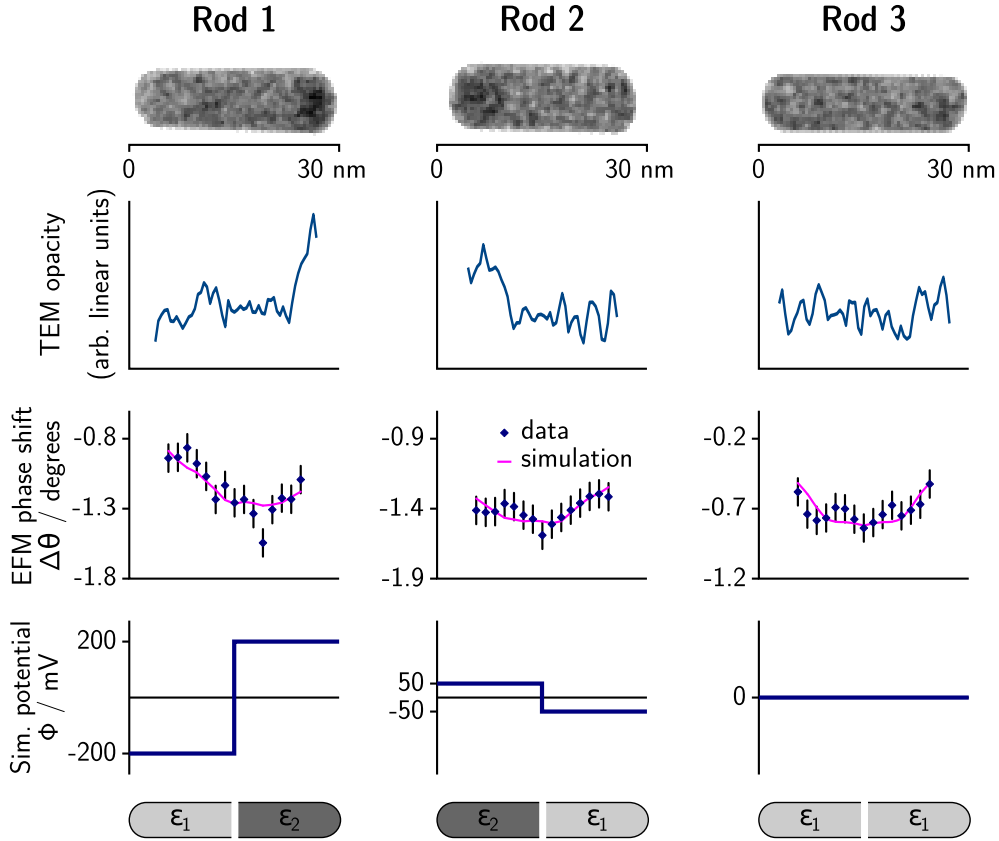 Rod 1 Rod 2 Rod 3
0 30 nm 0 30 nm 0 30 nm
TEM opacity
(arb. linear units)
EFM phase shift
Δθ / degrees
-0.8
-1.3
-1.8
-0.9
-1.4
-1.9
data
simulation
-0.2
-0.7
-1.2
Sim. potential
Φ / mV
200
-200
50
-50
0
ε1 ε2 ε2 ε1 ε1 ε1